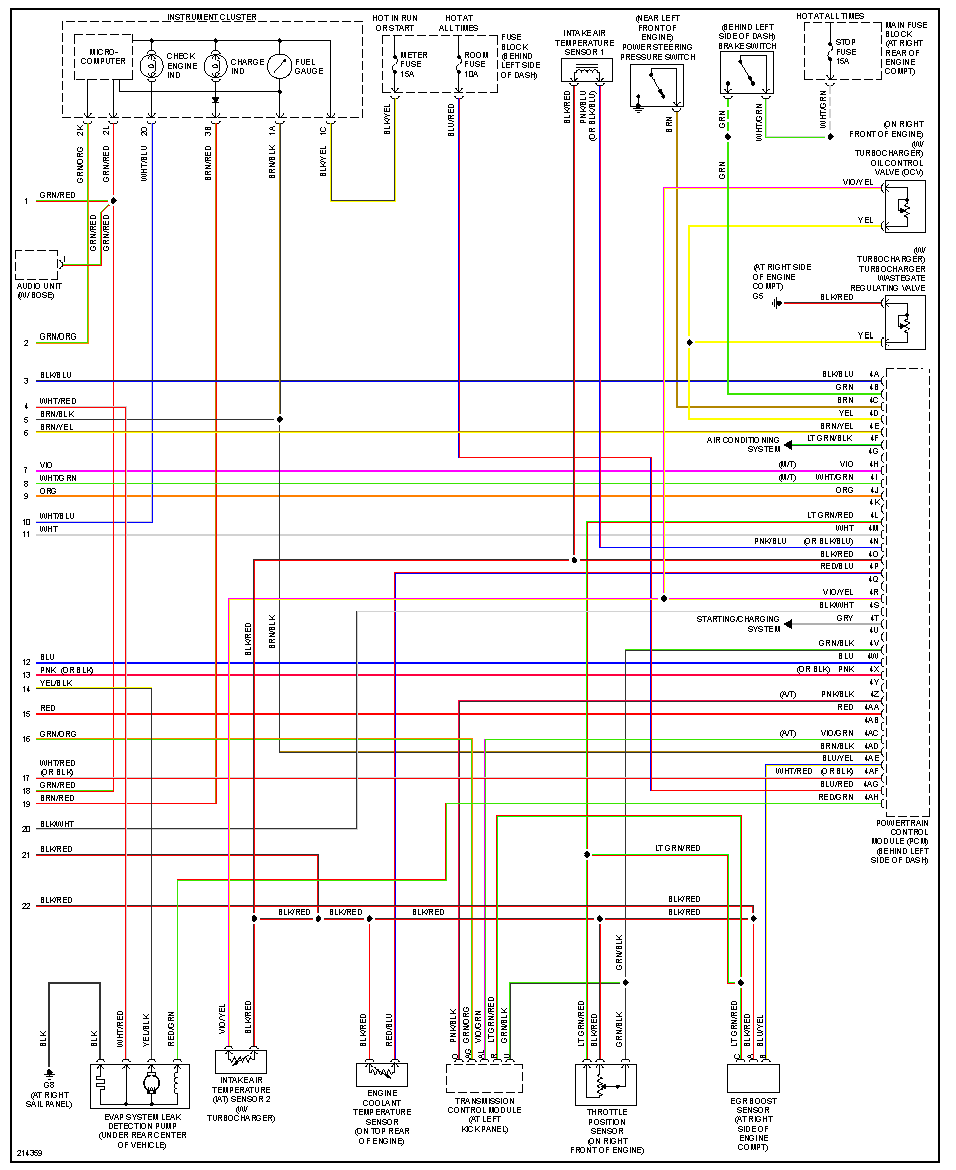 INSTRUMENT CLUSTER
MICRO-
COMPUTER
CHECK
ENGINE
IND
CHARGE
IND
FUEL
GAUGE
HOT IN RUN
OR START
METER
FUSE
15A
HOT AT
ALL TIMES
ROOM
FUSE
10A
FUSE
BLOCK
(BEHIND
LEFT SIDE
OF DASH)
INTAKE AIR
TEMPERATURE
SENSOR 1
(NEAR LEFT
FRONT OF
ENGINE)
POWER STEERING
PRESSURE SWITCH
(BEHIND LEFT
SIDE OF DASH)
BRAKE SWITCH
HOT AT ALL TIMES
STOP
FUSE
15A
MAIN FUSE
BLOCK
(AT RIGHT
REAR OF
ENGINE
COMPT)
2K
2L
2O
3B
1A
1C
GRN/ORG
GRN/RED
WHT/BLU
BRN/RED
BRN/BLK
BLK/YEL
BLK/YEL
BLU/RED
BLK/RED
PNK/BLU
(OR BLK/BLU)
BRN
GRN
WHT/GRN
WHT/GRN
GRN
(ON RIGHT
FRONT OF ENGINE)
(W/
TURBOCHARGER)
OIL CONTROL
VALVE (OCV)
VIO/YEL
YEL
(W/
TURBOCHARGER)
TURBOCHARGER
WASTEGATE
REGULATING VALVE
(AT RIGHT SIDE
OF ENGINE
COMPT)
G5
BLK/RED
YEL
1 GRN/RED
GRN/RED
GRN/RED
1
AUDIO UNIT
(W/ BOSE)
2 GRN/ORG
3 BLK/BLU
4 WHT/RED
5 BRN/BLK
6 BRN/YEL
7 VIO
8 WHT/GRN
9 ORG
10 WHT/BLU
11 WHT
12 BLU
13 PNK (OR BLK)
14 YEL/BLK
15 RED
16 GRN/ORG
WHT/RED
17 (OR BLK)
18 GRN/RED
19 BRN/RED
20 BLK/WHT
21 BLK/RED
22 BLK/RED
BLK/BLU 4A
GRN 4B
BRN 4C
YEL 4D
BRN/YEL 4E
AIR CONDITIONING
SYSTEM
LT GRN/BLK 4F
4G
(M/T) VIO 4H
(M/T) WHT/GRN 4I
ORG 4J
4K
LT GRN/RED 4L
WHT 4M
PNK/BLU (OR BLK/BLU) 4N
BLK/RED 4O
RED/BLU 4P
4Q
VIO/YEL 4R
BLK/WHT 4S
STARTING/CHARGING
SYSTEM
GRY 4T
4U
GRN/BLK 4V
BLU 4W
(OR BLK) PNK 4X
4Y
(A/T) PNK/BLK 4Z
RED 4AA
4AB
(A/T) VIO/GRN 4AC
BRN/BLK 4AD
BLU/YEL 4AE
WHT/RED (OR BLK) 4AF
BLU/RED 4AG
RED/GRN 4AH
POWERTRAIN
CONTROL
MODULE (PCM)
(BEHIND LEFT
SIDE OF DASH)
BLK/RED
BRN/BLK
LT GRN/RED
BLK/RED
BLK/RED
BLK/RED
BLK/RED
BLK/RED
GRN/BLK
BLK
BLK
WHT/RED
YEL/BLK
RED/GRN
VIO/YEL
BLK/RED
BLK/RED
RED/BLU
PNK/BLK
GRN/ORG
VIO/GRN
LT GRN/RED
GRN/BLK
LT GRN/RED
BLK/RED
GRN/BLK
LT GRN/RED
BLK/RED
BLU/YEL
O
AG
AL
R
U
C
A
B
G8
(AT RIGHT
SAIL PANEL)
EVAP SYSTEM LEAK
DETECTION PUMP
(UNDER REAR CENTER
OF VEHICLE)
INTAKE AIR
TEMPERATURE
(IAT) SENSOR 2
(W/
TURBOCHARGER)
ENGINE
COOLANT
TEMPERATURE
SENSOR
(ON TOP REAR
OF ENGINE)
TRANSMISSION
CONTROL MODULE
(AT LEFT
KICK PANEL)
THROTTLE
POSITION
SENSOR
(ON RIGHT
FRONT OF ENGINE)
EGR BOOST
SENSOR
(AT RIGHT
SIDE OF
ENGINE
COMPT)
214359